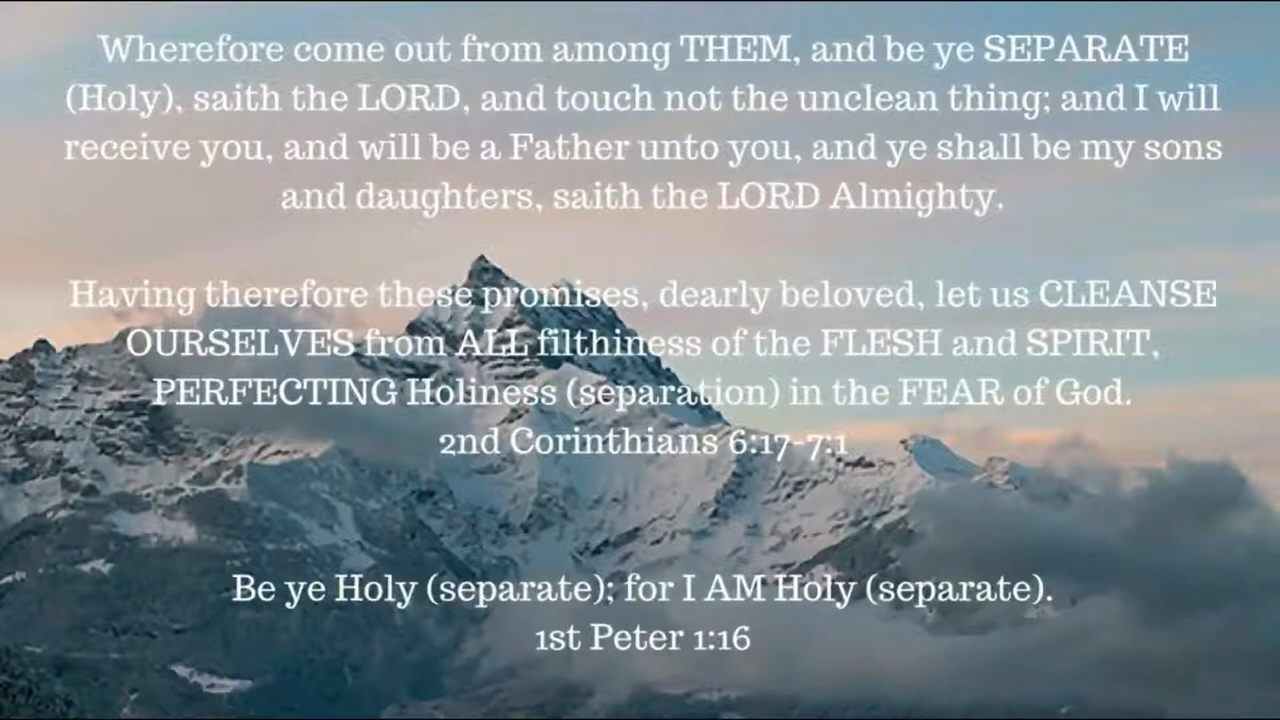 Wherefore come out from among THEM, and be ye SEPARATE
(Holy), saith the LORD, and touch not the unclean thing; and I will
receive you, and will be a Father unto you, and ye shall be my sons
and daughters, saith the LORD Almighty.
Having therefore these promises, dearly beloved, let us CLEANSE
OURSELVES from ALL filthiness of the FLESH and SPIRIT,
PERFECTING Holiness (separation) in the FEAR of God.
2nd Corinthians 6:17-7:1
Be ye Holy (separate); for I AM Holy (separate).
1st Peter 1:16